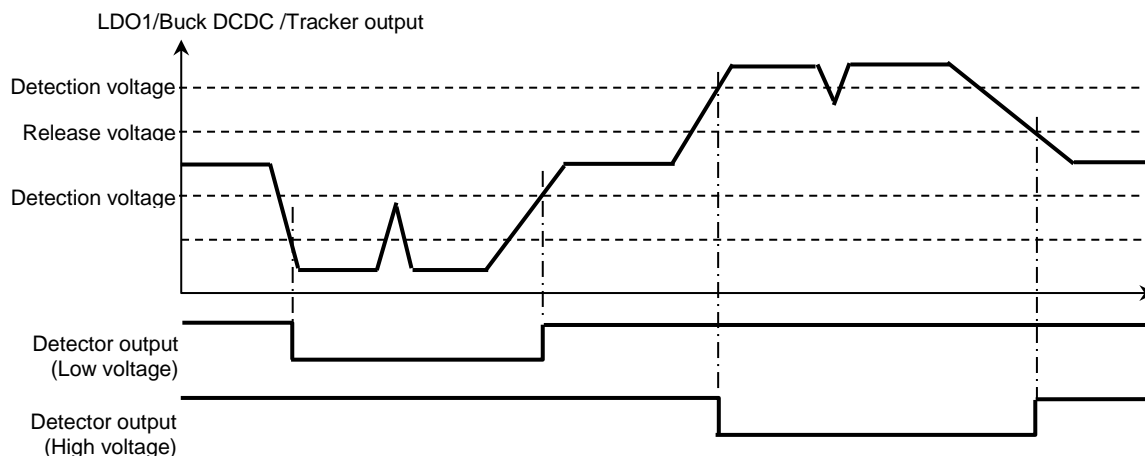 LDO1/Buck DCDC /Tracker output
Detection voltage
Release voltage
Detection voltage
Detector output
(Low voltage)
Detector output
(High voltage)